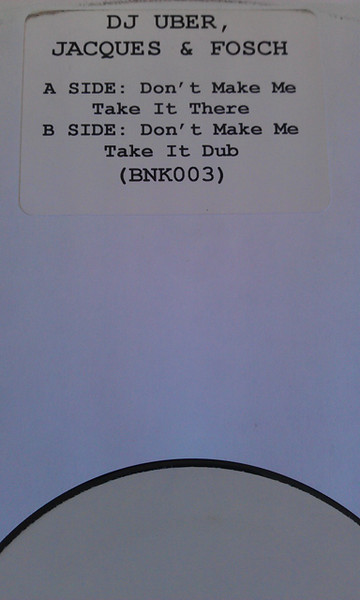 DJ UBER,
JACQUES & FOSCH
A SIDE: Don't Make Me
Take It There
B SIDE: Don't Make Me
Take It Dub
(BNK003)